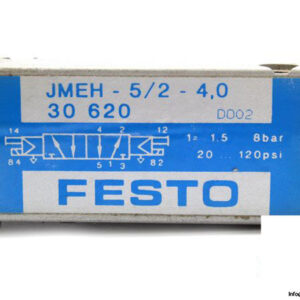 JMEH - 5/2 - 4,0
30 620 D002
14 4 2 12
1= 1.5 8bar
84 5 1 3 82
20 ... 120psi
FESTO